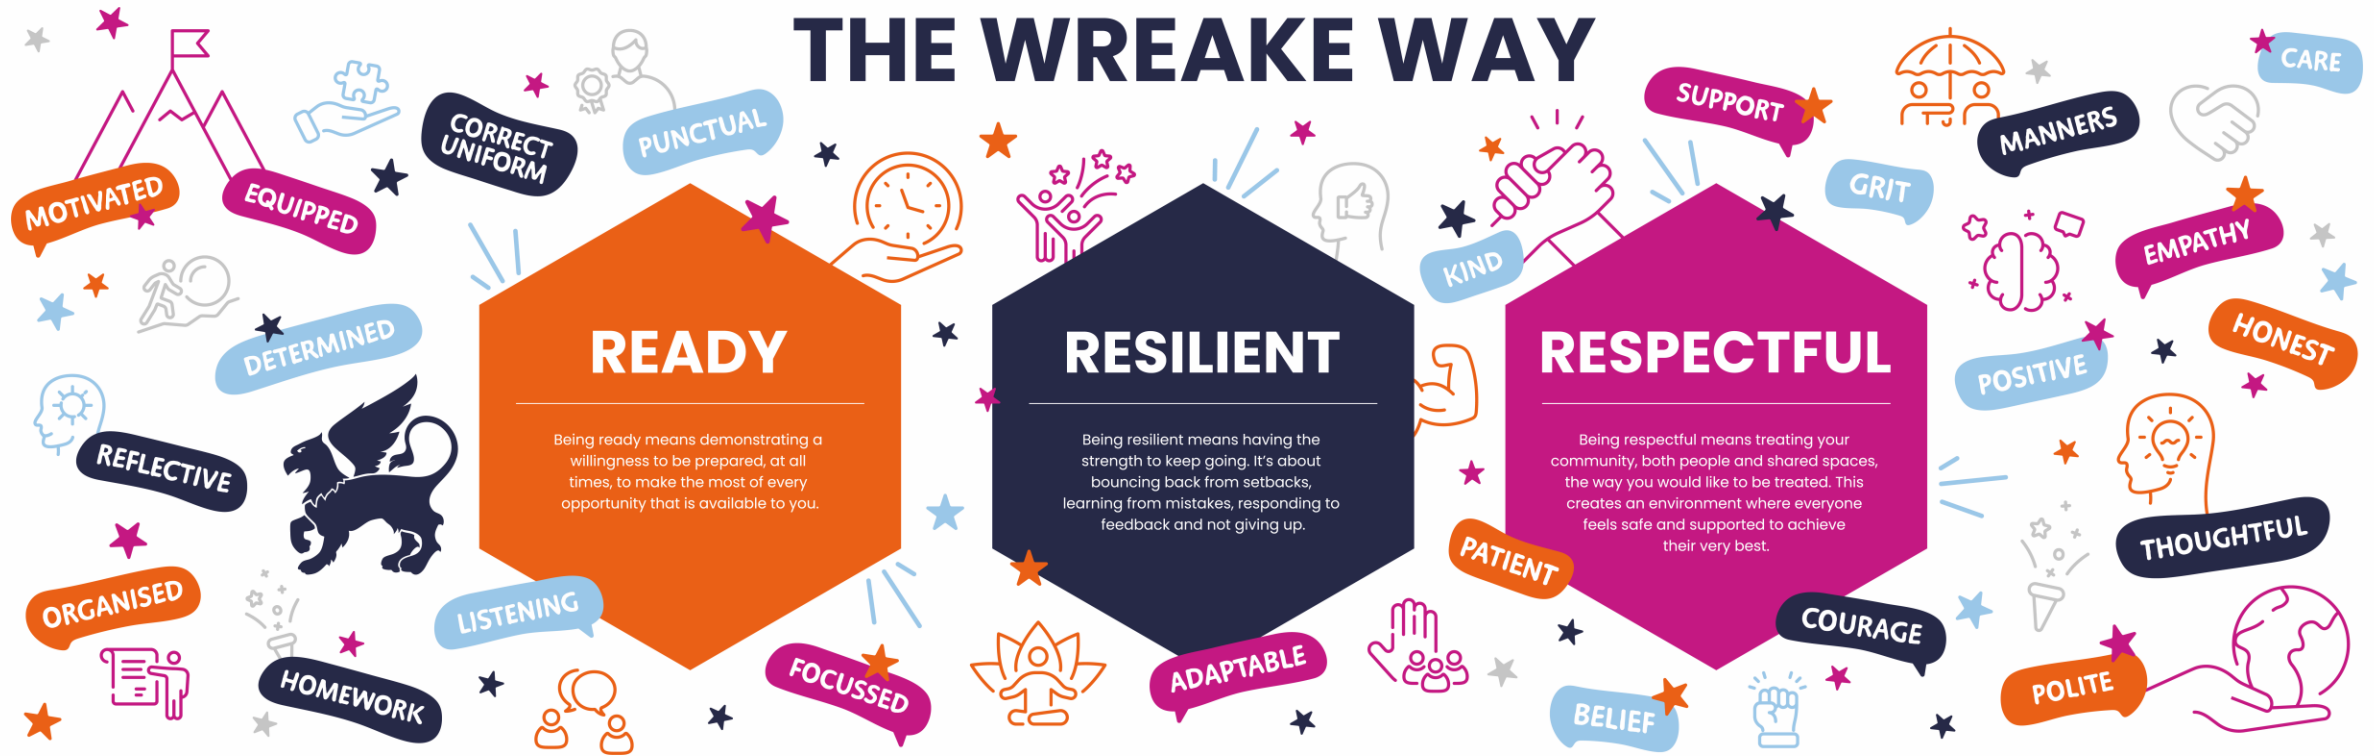 THE WREAKE WAY
MOTIVATED
EQUIPPED
CORRECT
UNIFORM
PUNCTUAL
DETERMINED
REFLECTIVE
ORGANISED
HOMEWORK
LISTENING
FOCUSSED
READY
Being ready means demonstrating a
willingness to be prepared, at all
times, to make the most of every
opportunity that is available to you.
RESILIENT
Being resilient means having the
strength to keep going. It's about
bouncing back from setbacks,
learning from mistakes, responding to
feedback and not giving up.
ADAPTABLE
KIND
PATIENT
BELIEF
RESPECTFUL
Being respectful means treating your
community, both people and shared spaces,
the way you would like to be treated. This
creates an environment where everyone
feels safe and supported to achieve
their very best.
SUPPORT
GRIT
MANNERS
CARE
EMPATHY
HONEST
POSITIVE
THOUGHTFUL
COURAGE
POLITE